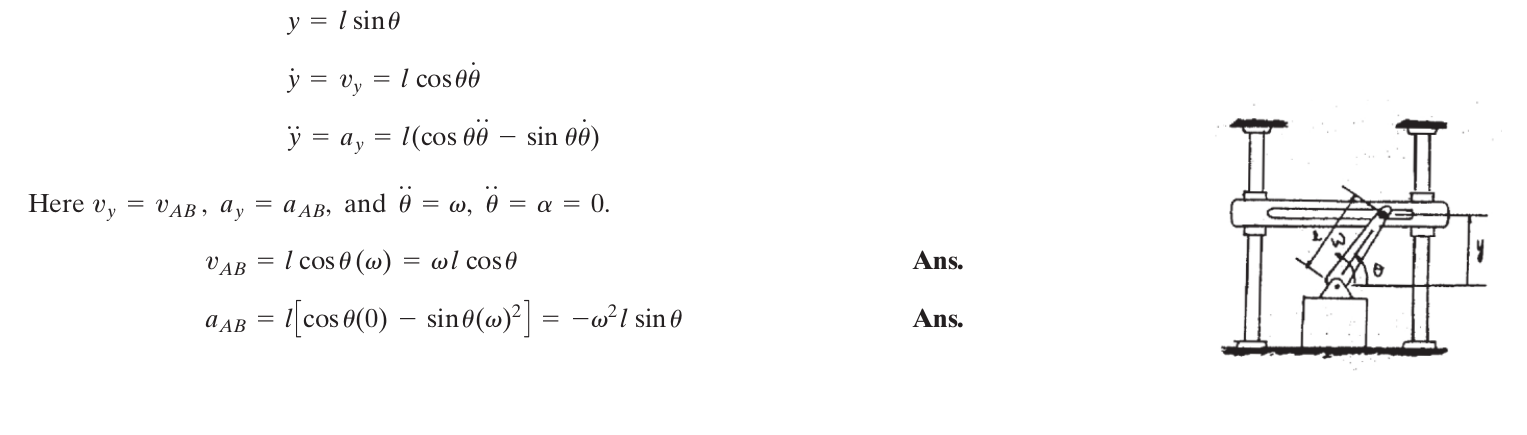 y = l sinθ
ẏ = v_y = l cosθθ̇
ÿ = a_y = l(cos θθ̈ − sin θθ̇)
Here v_y = v_AB, a_y = a_AB, and θ̈ = ω, θ̈ = α = 0.
v_AB = l cosθ (ω) = ωl cosθ Ans.
a_AB = l[cos θ(0) − sinθ(ω)²] = −ω²l sinθ Ans.
l
ω
θ
y